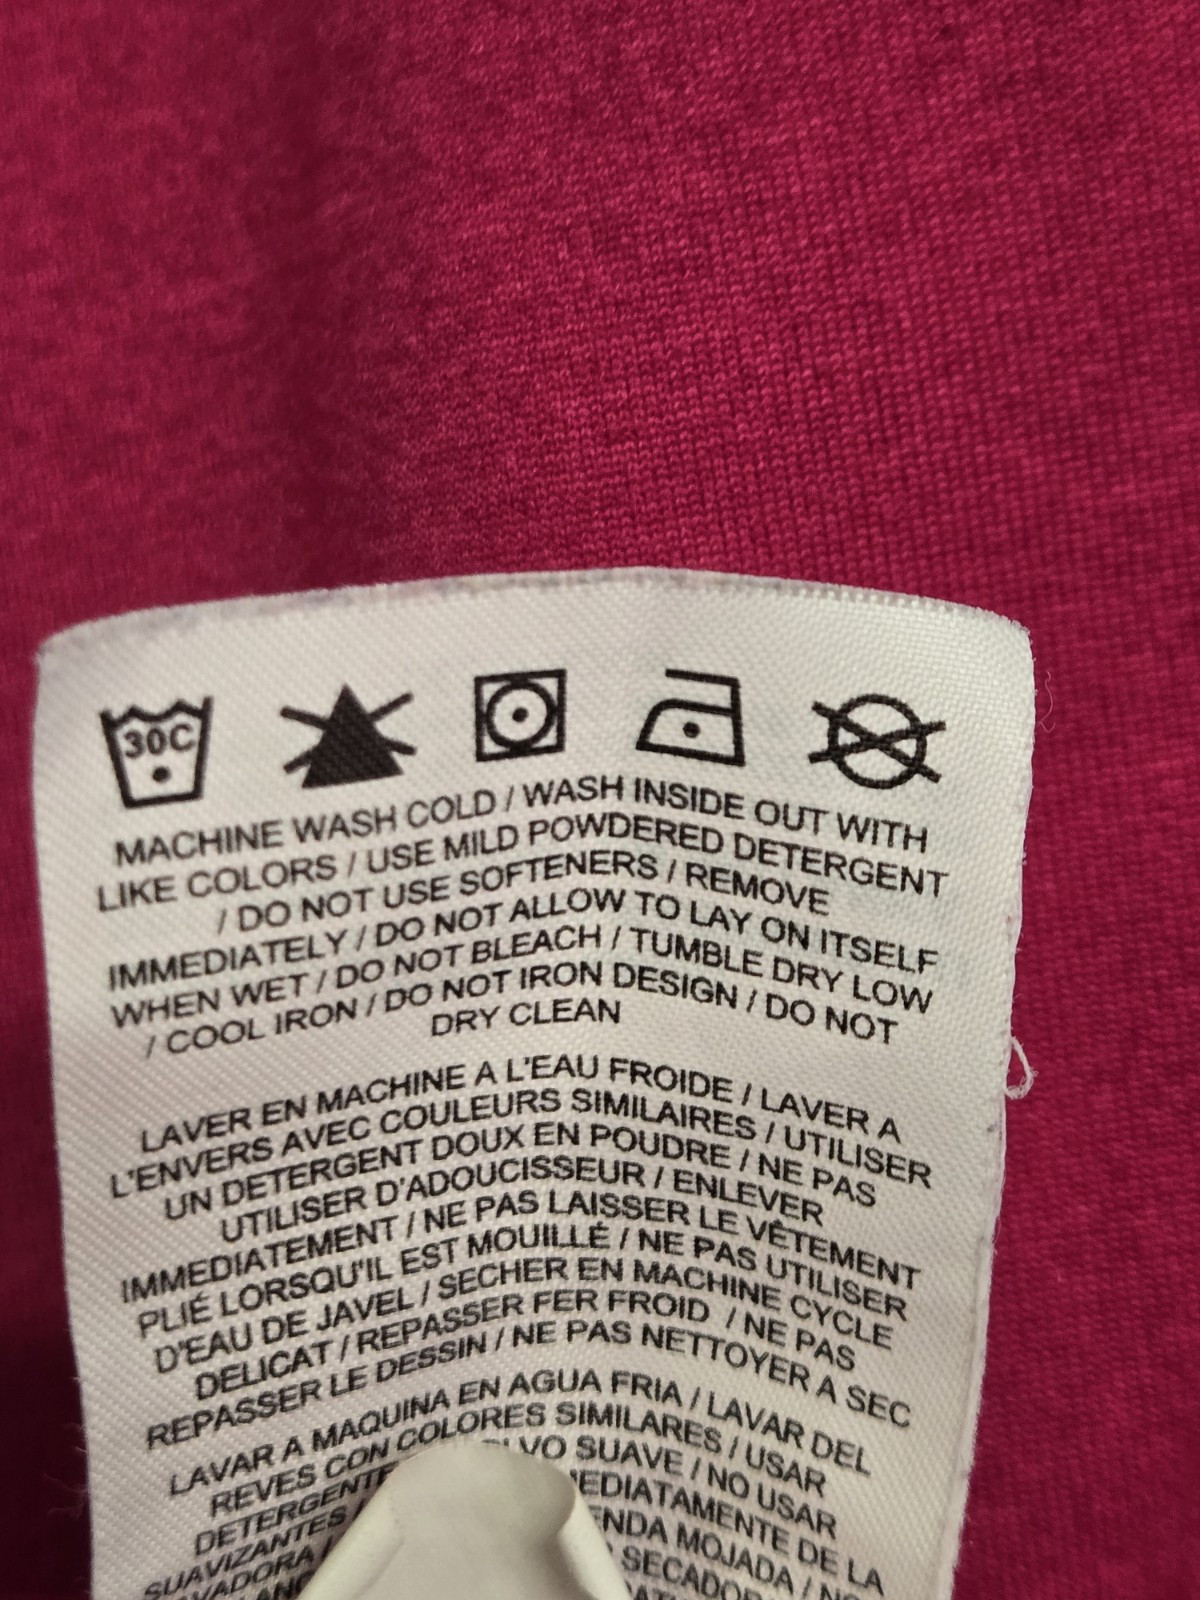 30C
MACHINE WASH COLD / WASH INSIDE OUT WITH
LIKE COLORS / USE MILD POWDERED DETERGENT
/ DO NOT USE SOFTENERS / REMOVE
IMMEDIATELY / DO NOT ALLOW TO LAY ON ITSELF
WHEN WET / DO NOT BLEACH / TUMBLE DRY LOW
/ COOL IRON / DO NOT IRON DESIGN / DO NOT
DRY CLEAN
LAVER EN MACHINE A L'EAU FROIDE / LAVER A
L'ENVERS AVEC COULEURS SIMILAIRES / UTILISER
UN DETERGENT DOUX EN POUDRE / NE PAS
UTILISER D'ADOUCISSEUR / ENLEVER
IMMEDIATEMENT / NE PAS LAISSER LE VÊTEMENT
PLIÉ LORSQU'IL EST MOUILLÉ / NE PAS UTILISER
D'EAU DE JAVEL / SECHER EN MACHINE CYCLE
DELICAT / REPASSER FER FROID / NE PAS
REPASSER LE DESSIN / NE PAS NETTOYER A SEC
LAVAR A MAQUINA EN AGUA FRIA / LAVAR DEL
REVES CON COLORES SIMILARES / USAR
DETERGENTE SUAVE / NO USAR
SUAVIZANTES / DE LA
MOJADA /